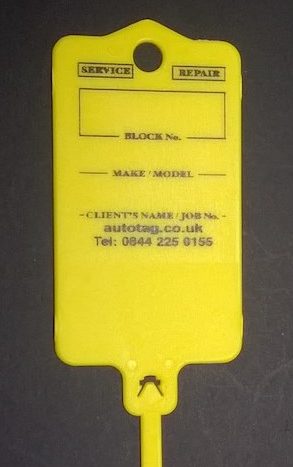 SERVICE REPAIR
BLOCK No.
MAKE / MODEL
- CLIENT'S NAME / JOB No. -
autotag.co.uk
Tel: 0844 225 0155